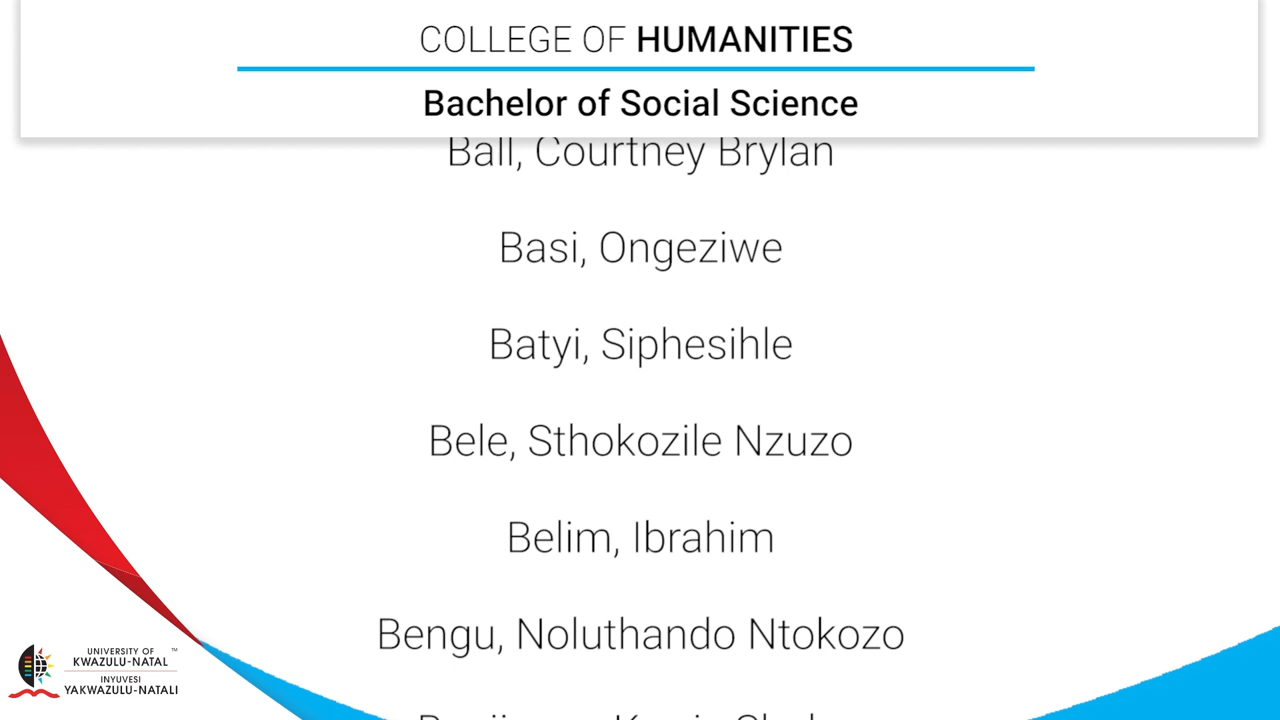 COLLEGE OF HUMANITIES
Bachelor of Social Science
Ball, Courtney Brylan
Basi, Ongeziwe
Batyi, Siphesihle
Bele, Sthokozile Nzuzo
Belim, Ibrahim
Bengu, Noluthando Ntokozo
UNIVERSITY OF ™
KWAZULU-NATAL
INYUVESI
YAKWAZULU-NATALI